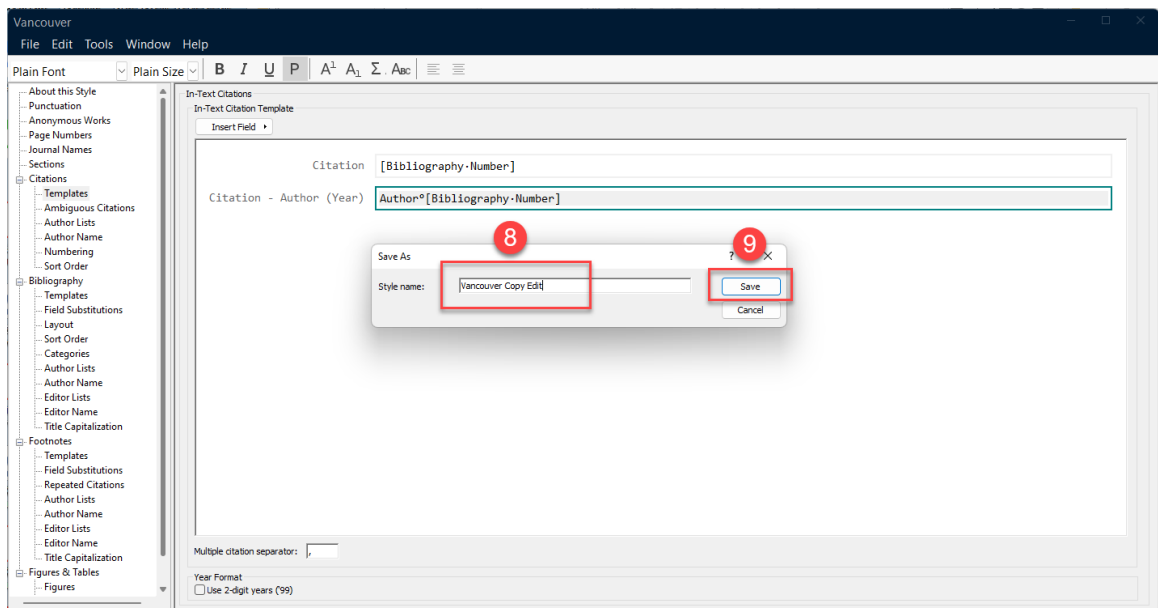 Vancouver
File Edit Tools Window Help
Plain Font Plain Size B I U P A¹ A₁ Σ ABC
About this Style
Punctuation
Anonymous Works
Page Numbers
Journal Names
Sections
Citations
Templates
Ambiguous Citations
Author Lists
Author Name
Numbering
Sort Order
Bibliography
Templates
Field Substitutions
Layout
Sort Order
Categories
Author Lists
Author Name
Editor Lists
Editor Name
Title Capitalization
Footnotes
Templates
Field Substitutions
Repeated Citations
Author Lists
Author Name
Editor Lists
Editor Name
Title Capitalization
Figures & Tables
Figures
In-Text Citations
In-Text Citation Template
Insert Field
Citation [Bibliography·Number]
Citation - Author (Year) Author°[Bibliography·Number]
8
9
Save As ? X
Style name: Vancouver Copy Edit Save
Cancel
Multiple citation separator: ,
Year Format
Use 2-digit years ('99)